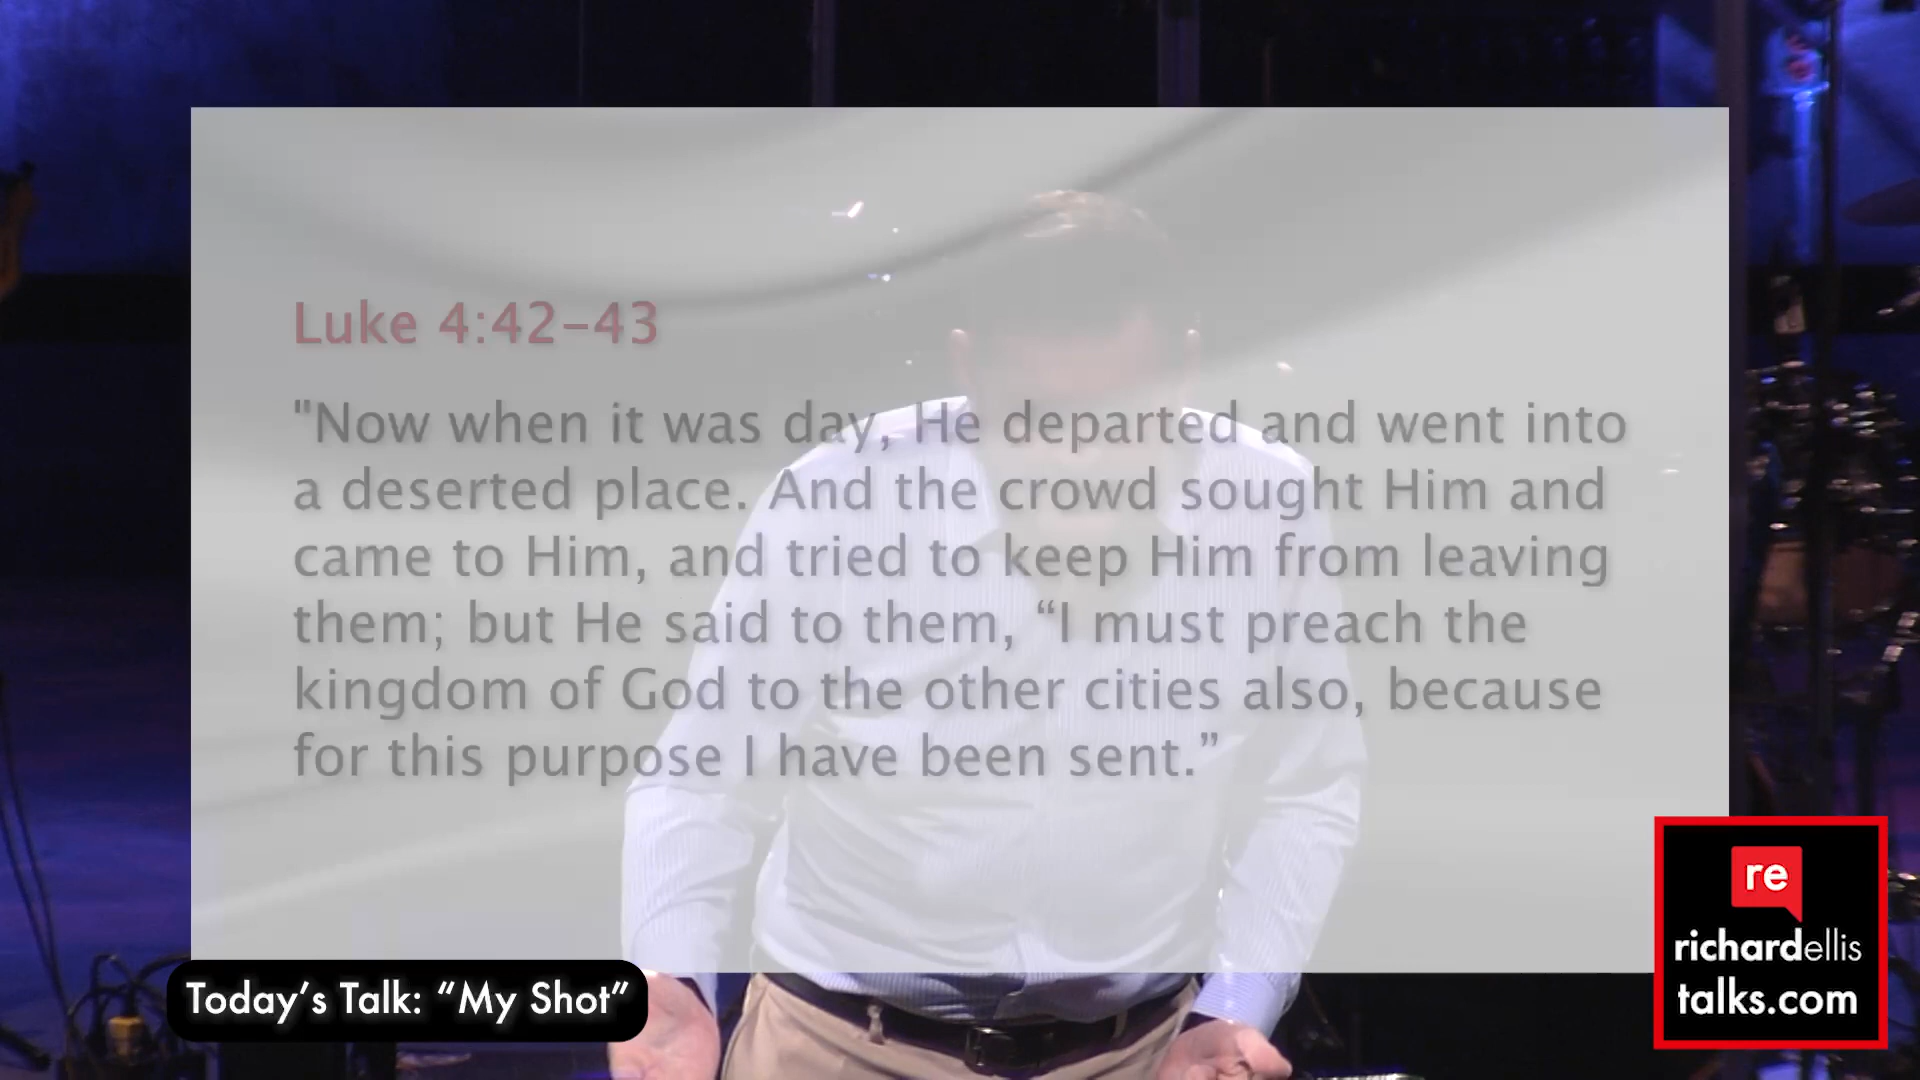 Luke 4:42-43
"Now when it was day, He departed and went into
a deserted place. And the crowd sought Him and
came to Him, and tried to keep Him from leaving
them; but He said to them, “I must preach the
kingdom of God to the other cities also, because
for this purpose I have been sent.”
Today’s Talk: “My Shot”
re
richardellis
talks.com